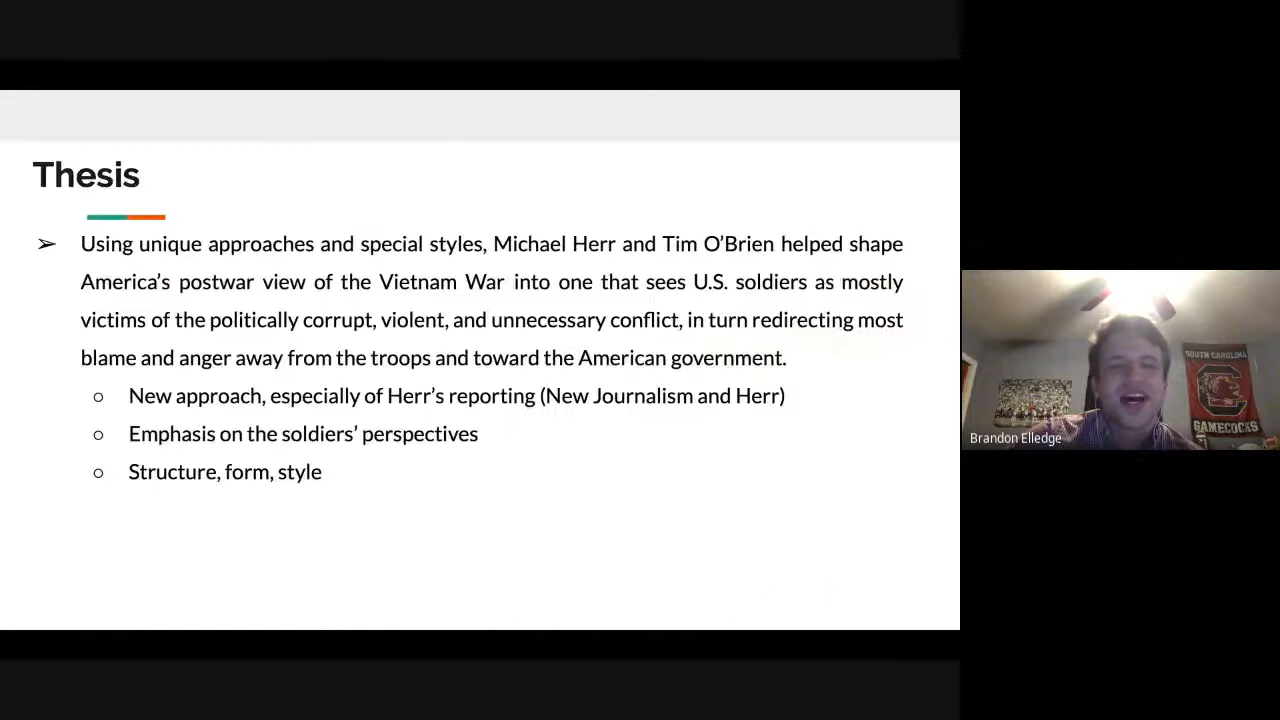 Thesis
➢ Using unique approaches and special styles, Michael Herr and Tim O’Brien helped shape
America’s postwar view of the Vietnam War into one that sees U.S. soldiers as mostly
victims of the politically corrupt, violent, and unnecessary conflict, in turn redirecting most
blame and anger away from the troops and toward the American government.
○ New approach, especially of Herr’s reporting (New Journalism and Herr)
○ Emphasis on the soldiers’ perspectives
○ Structure, form, style
SOUTH CAROLINA
GAMECOCKS
Brandon Elledge